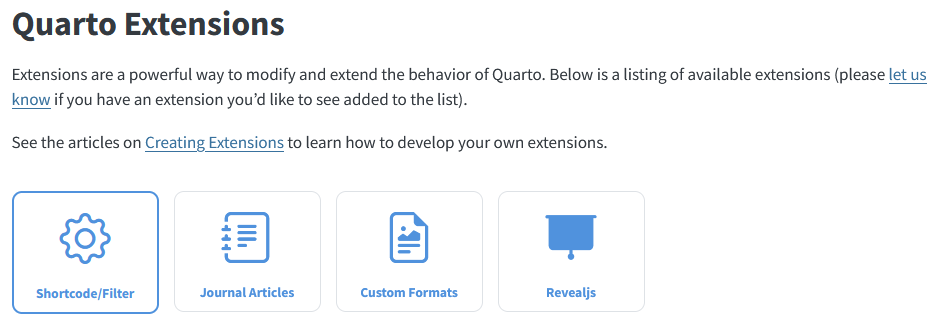 Quarto Extensions
Extensions are a powerful way to modify and extend the behavior of Quarto. Below is a listing of available extensions (please let us
know if you have an extension you’d like to see added to the list).
See the articles on Creating Extensions to learn how to develop your own extensions.
Shortcode/Filter
Journal Articles
Custom Formats
Revealjs